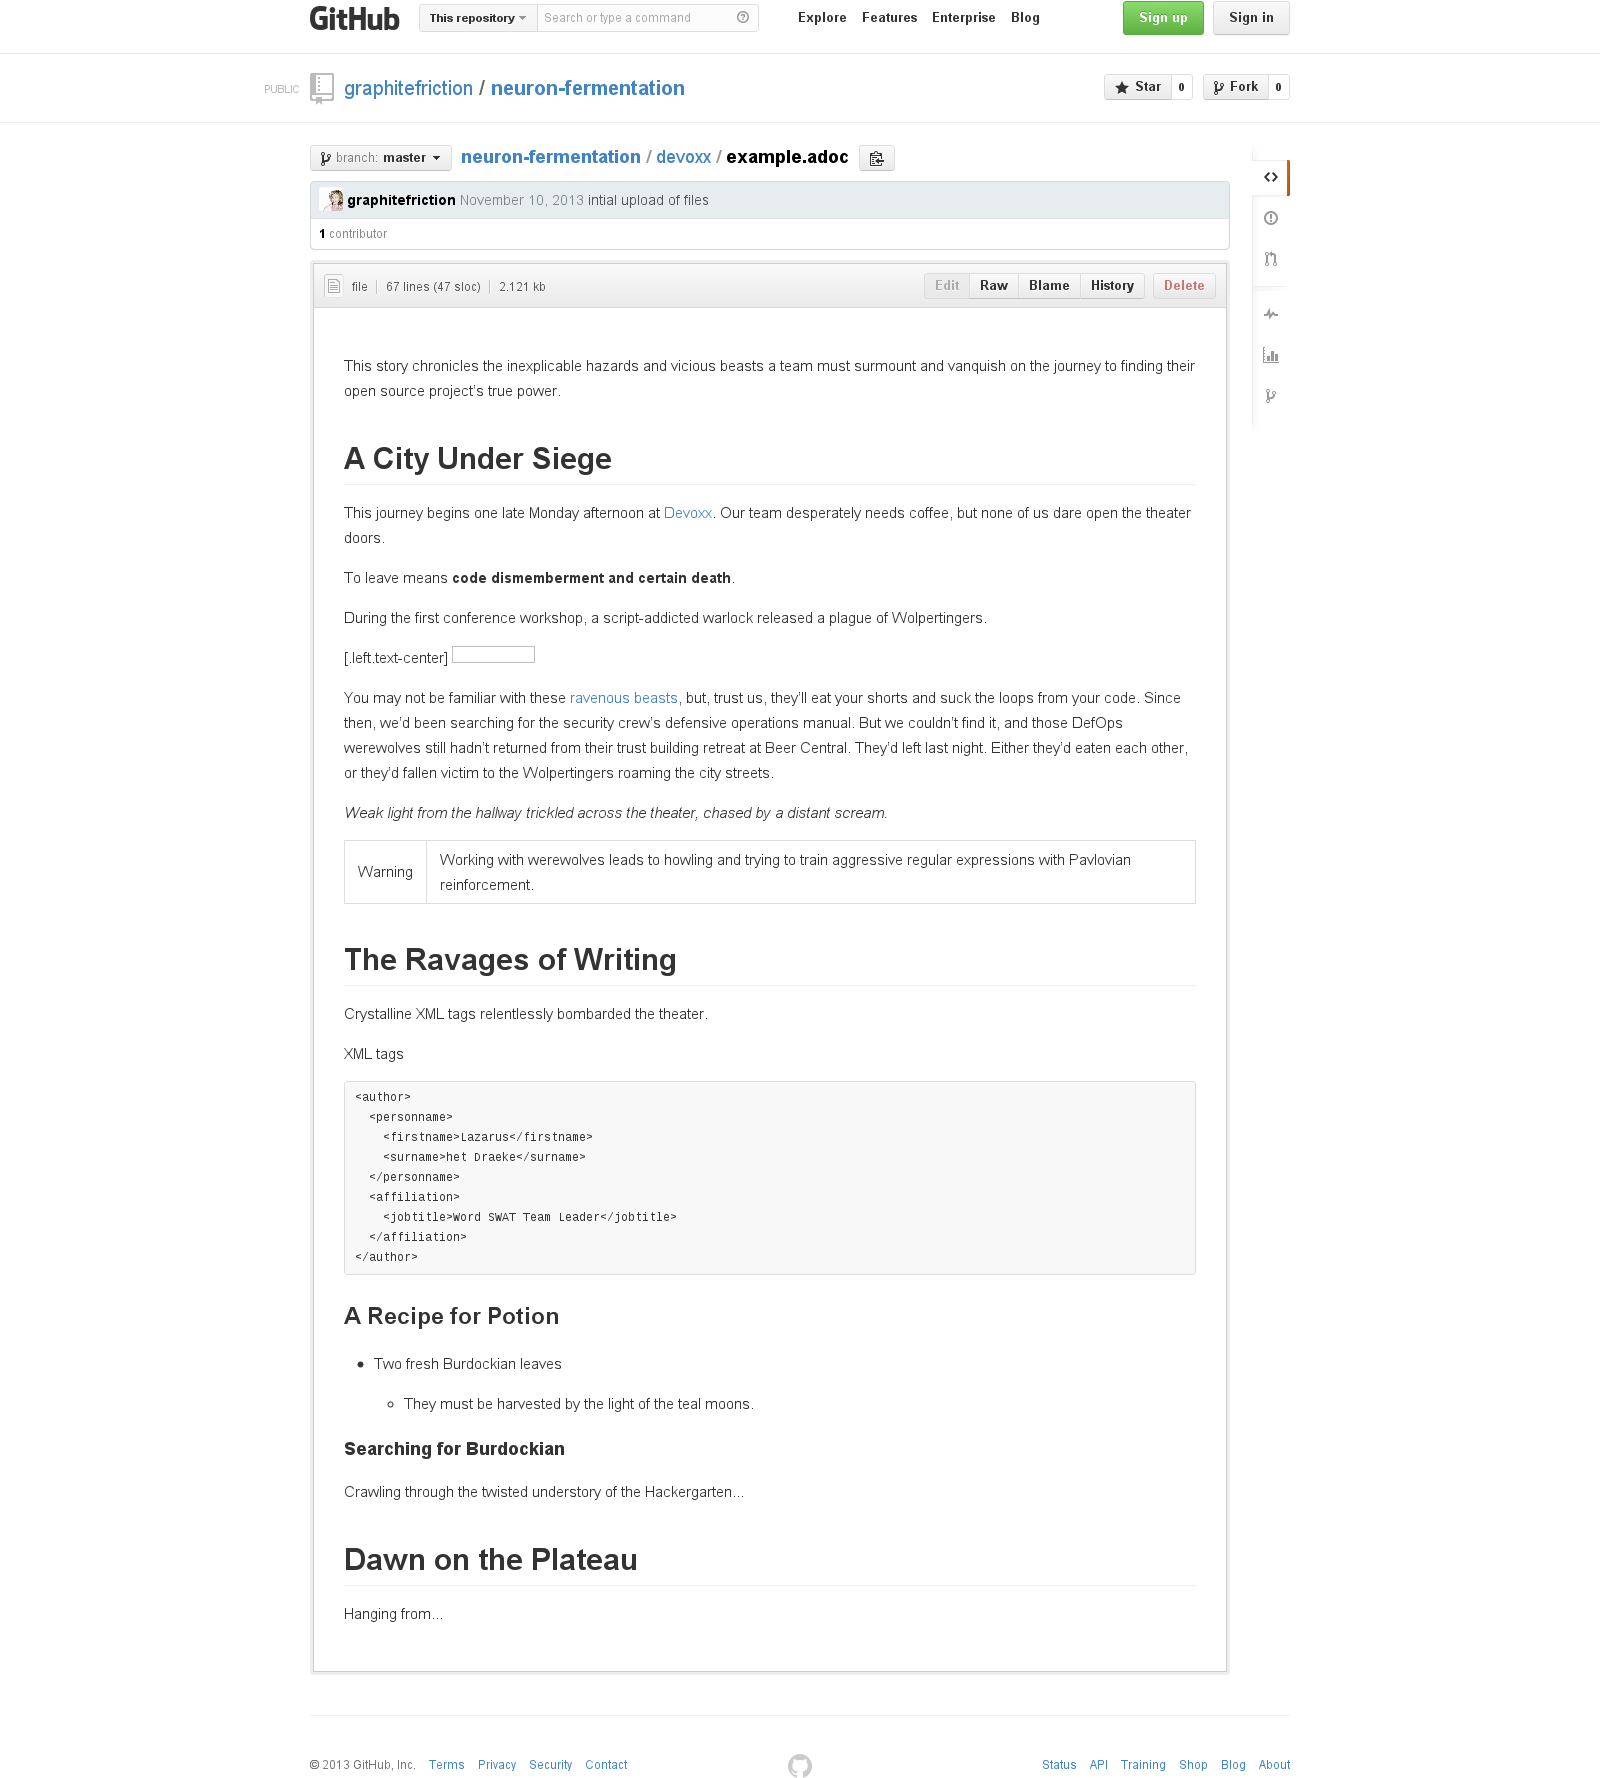 GitHub This repository Search or type a command Explore Features Enterprise Blog Sign up Sign in
PUBLIC graphitefriction / neuron-fermentation Star 0 Fork 0
branch: master neuron-fermentation / devoxx / example.adoc
graphitefriction November 10, 2013 intial upload of files
1 contributor
file 67 lines (47 sloc) 2.121 kb Edit Raw Blame History Delete
This story chronicles the inexplicable hazards and vicious beasts a team must surmount and vanquish on the journey to finding their
open source project's true power.
A City Under Siege
This journey begins one late Monday afternoon at Devoxx. Our team desperately needs coffee, but none of us dare open the theater
doors.
To leave means code dismemberment and certain death.
During the first conference workshop, a script-addicted warlock released a plague of Wolpertingers.
[.left.text-center]
You may not be familiar with these ravenous beasts, but, trust us, they'll eat your shorts and suck the loops from your code. Since
then, we'd been searching for the security crew's defensive operations manual. But we couldn't find it, and those DefOps
werewolves still hadn't returned from their trust building retreat at Beer Central. They'd left last night. Either they'd eaten each other,
or they'd fallen victim to the Wolpertingers roaming the city streets.
Weak light from the hallway trickled across the theater, chased by a distant scream.
Warning Working with werewolves leads to howling and trying to train aggressive regular expressions with Pavlovian
reinforcement.
The Ravages of Writing
Crystalline XML tags relentlessly bombarded the theater.
XML tags
<author>
  <personname>
    <firstname>Lazarus</firstname>
    <surname>het Draeke</surname>
  </personname>
  <affiliation>
    <jobtitle>Word SWAT Team Leader</jobtitle>
  </affiliation>
</author>
A Recipe for Potion
• Two fresh Burdockian leaves
○ They must be harvested by the light of the teal moons.
Searching for Burdockian
Crawling through the twisted understory of the Hackergarten…
Dawn on the Plateau
Hanging from…
© 2013 GitHub, Inc. Terms Privacy Security Contact Status API Training Shop Blog About